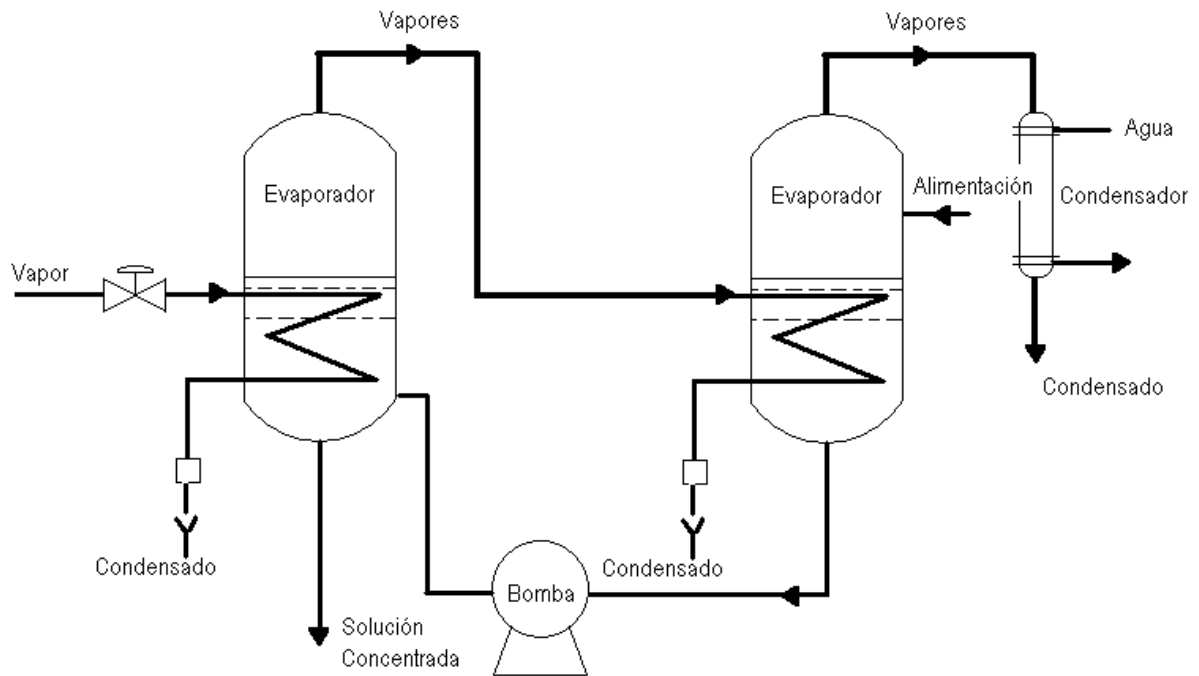 Vapores
Vapores
Agua
Evaporador
Evaporador
Alimentación
Condensador
Vapor
Condensado
Condensado
Condensado
Bomba
Solución
Concentrada